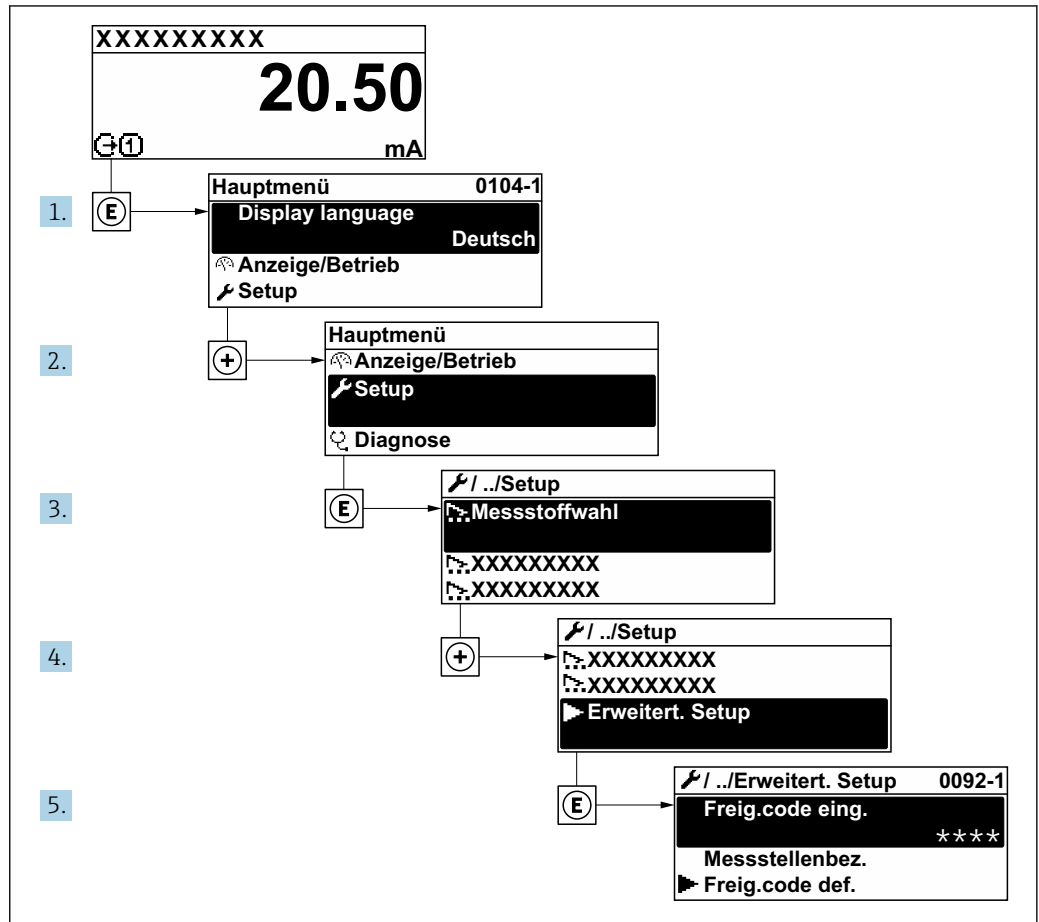 XXXXXXXXX
20.50
1 mA
1.
E
Hauptmenü 0104-1
Display language
Deutsch
Anzeige/Betrieb
Setup
2.
+
Hauptmenü
Anzeige/Betrieb
Setup
Diagnose
3.
E
/ ../Setup
Messstoffwahl
XXXXXXXXX
XXXXXXXXX
4.
+
/ ../Setup
XXXXXXXXX
XXXXXXXXX
Erweitert. Setup
5.
E
/ ../Erweitert. Setup 0092-1
Freig.code eing.
****
Messstellenbez.
Freig.code def.